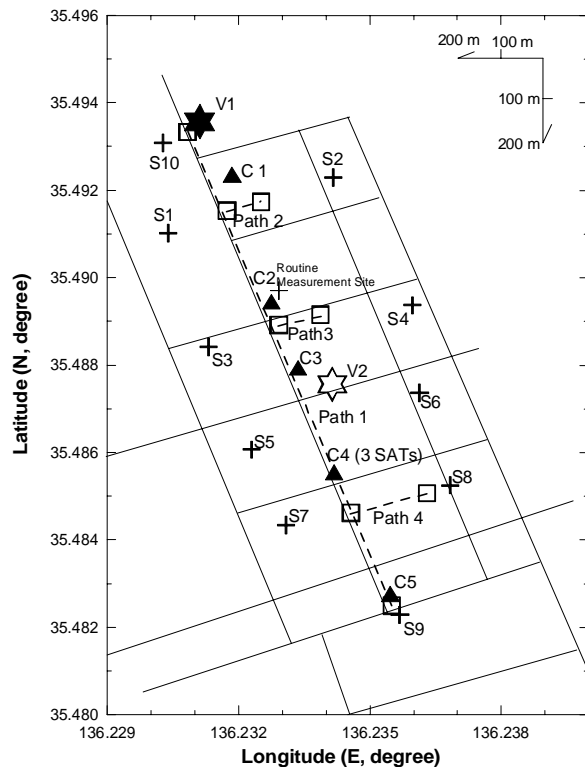 35.496
200 m 100 m
V1
35.494
100 m
S10
C 1
S2
200 m
35.492
S1
Path 2
C2
Routine
Measurement Site
35.490
S4
Path3
S3
C3
V2
35.488
Path 1
S6
S5
C4 (3 SATs)
35.486
S8
S7
Path 4
35.484
C5
S9
35.482
35.480
136.229
136.232
136.235
136.238
Longitude (E, degree)
Latitude (N, degree)